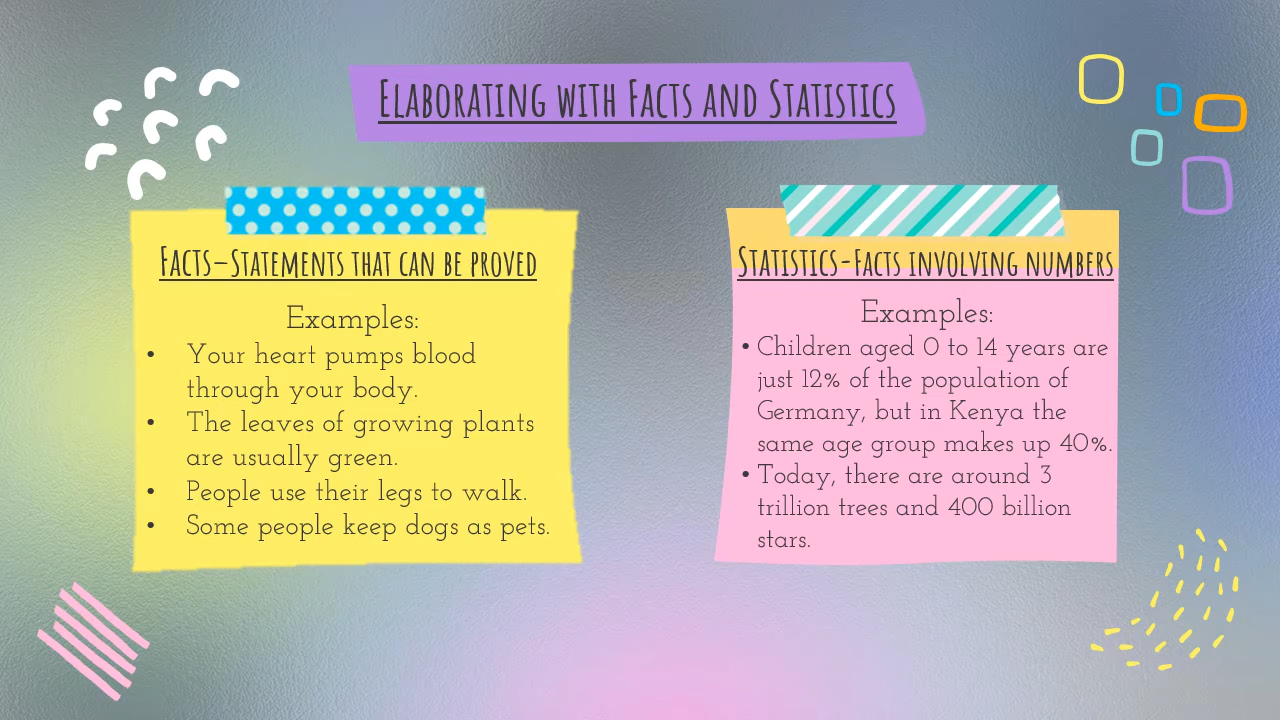 Elaborating with Facts and Statistics
Facts–Statements that can be proved
Examples:
• Your heart pumps blood
through your body.
• The leaves of growing plants
are usually green.
• People use their legs to walk.
• Some people keep dogs as pets.
Statistics-Facts involving numbers
Examples:
• Children aged 0 to 14 years are
just 12% of the population of
Germany, but in Kenya the
same age group makes up 40%.
• Today, there are around 3
trillion trees and 400 billion
stars.